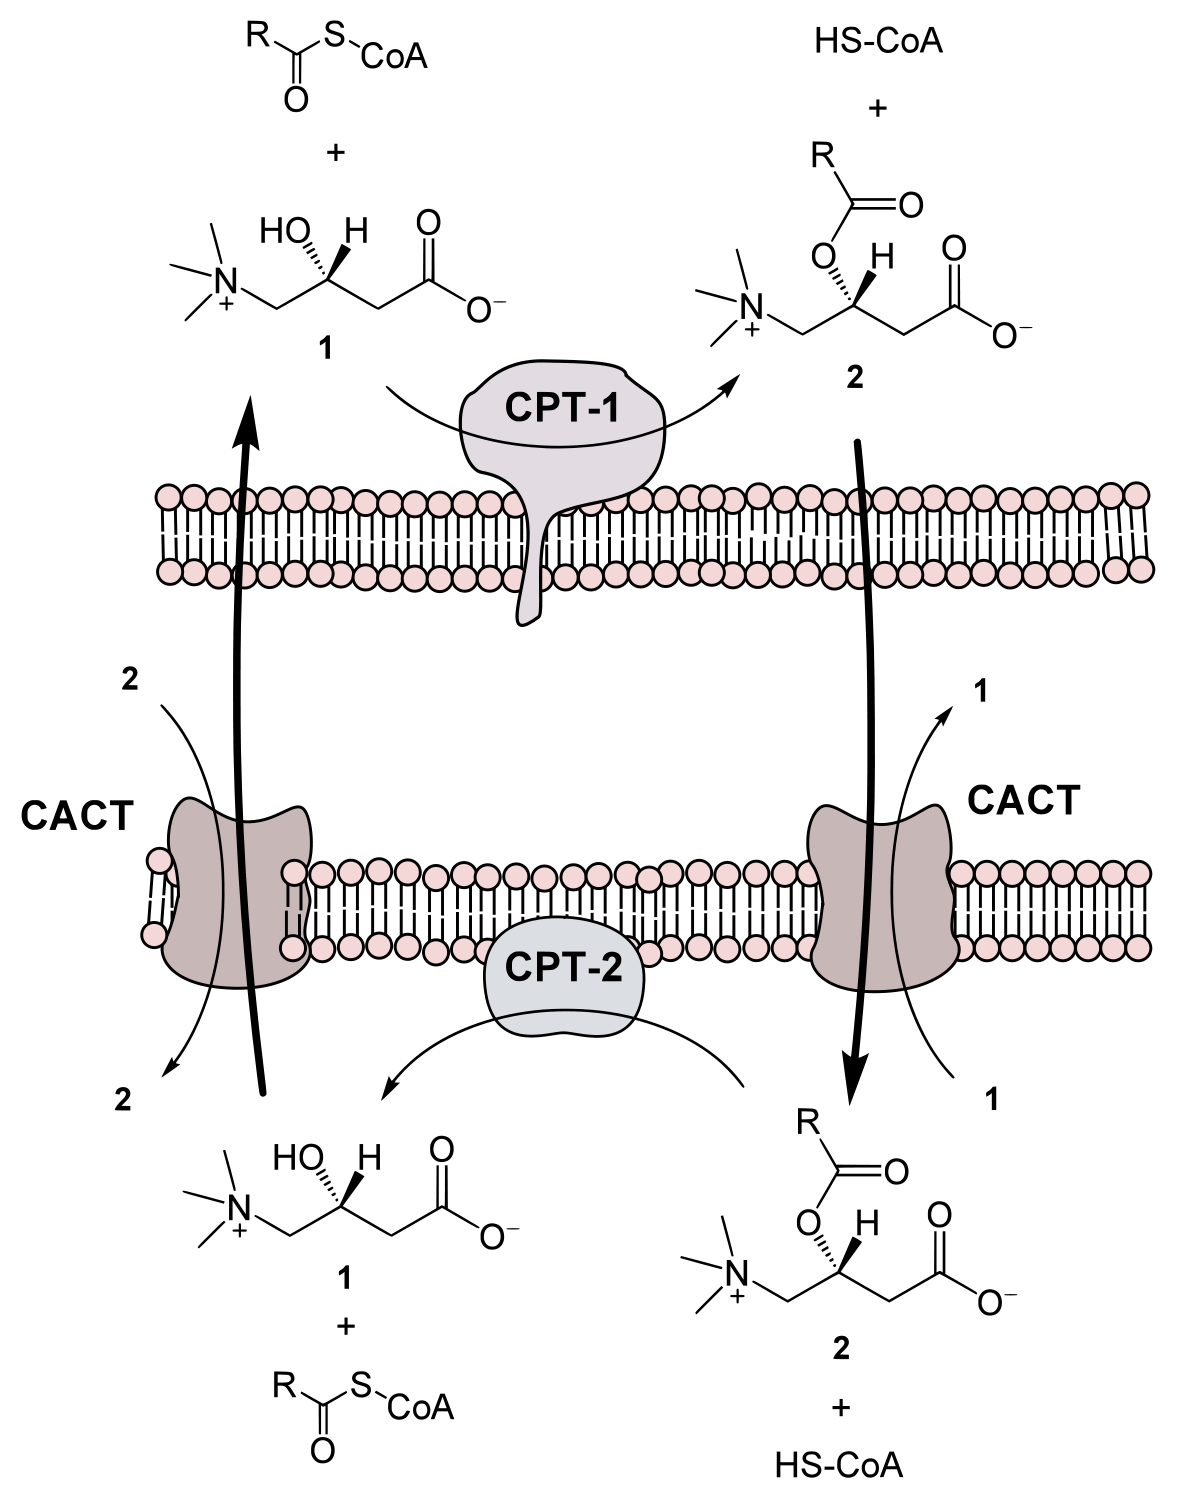 R
S
CoA
O
+
HO
H
O
N
+
O−
1
HS-CoA
+
R
O
O
H
O
N
+
O−
2
CPT-1
2
1
CACT
CACT
CPT-2
2
1
HO
H
O
N
+
O−
1
+
R
S
CoA
O
R
O
O
H
O
N
+
O−
2
+
HS-CoA